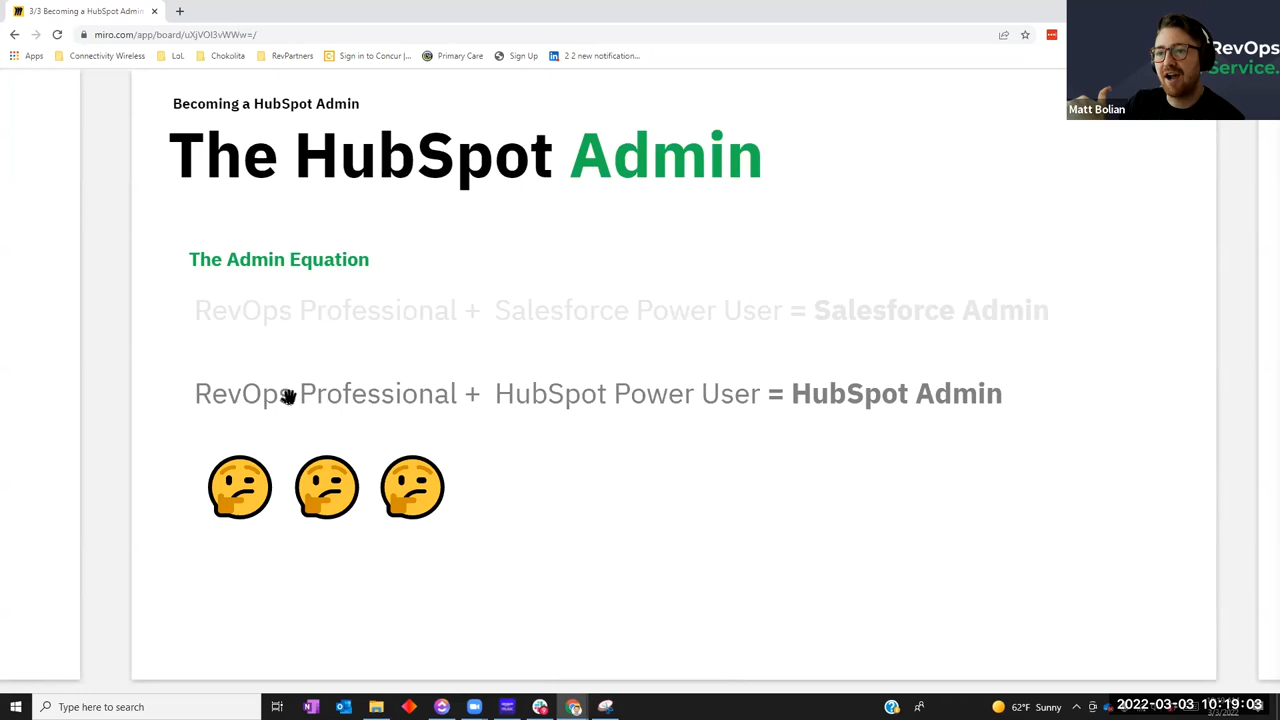 3/3 Becoming a HubSpot Admin
miro.com/app/board/uXjVOI3vWWw=/
Apps
Connectivity Wireless
LoL
Chokolita
RevPartners
Sign in to Concur |...
Primary Care
Sign Up
2 2 new notification...
RevOps
Service.
Matt Bolian
Becoming a HubSpot Admin
The HubSpot Admin
The Admin Equation
RevOps Professional + Salesforce Power User = Salesforce Admin
RevOps Professional + HubSpot Power User = HubSpot Admin
Type here to search
62°F Sunny
2022-03-03 10:19:03